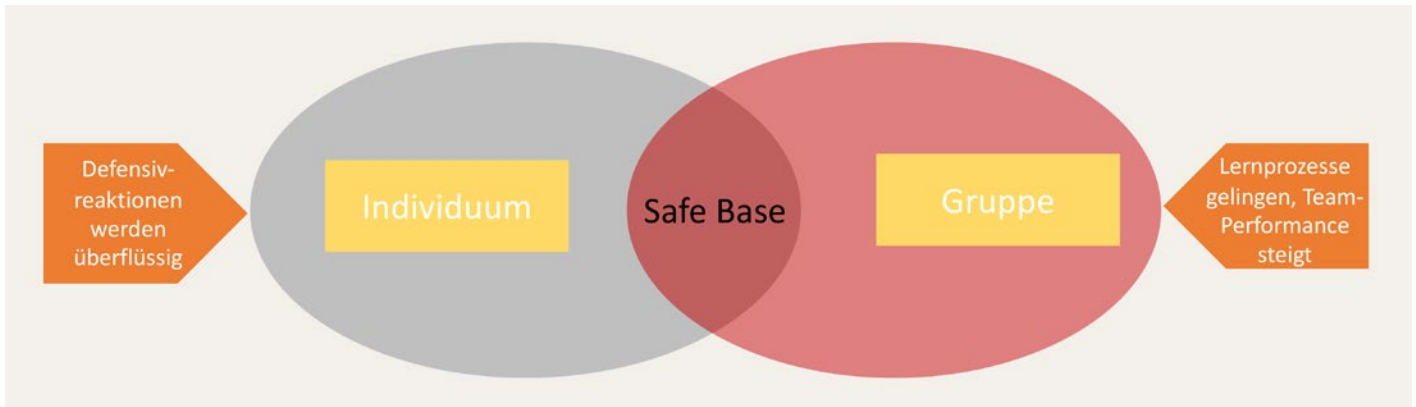 Defensiv-
reaktionen
werden
überflüssig
Individuum
Safe Base
Gruppe
Lernprozesse
gelingen, Team-
Performance
steigt